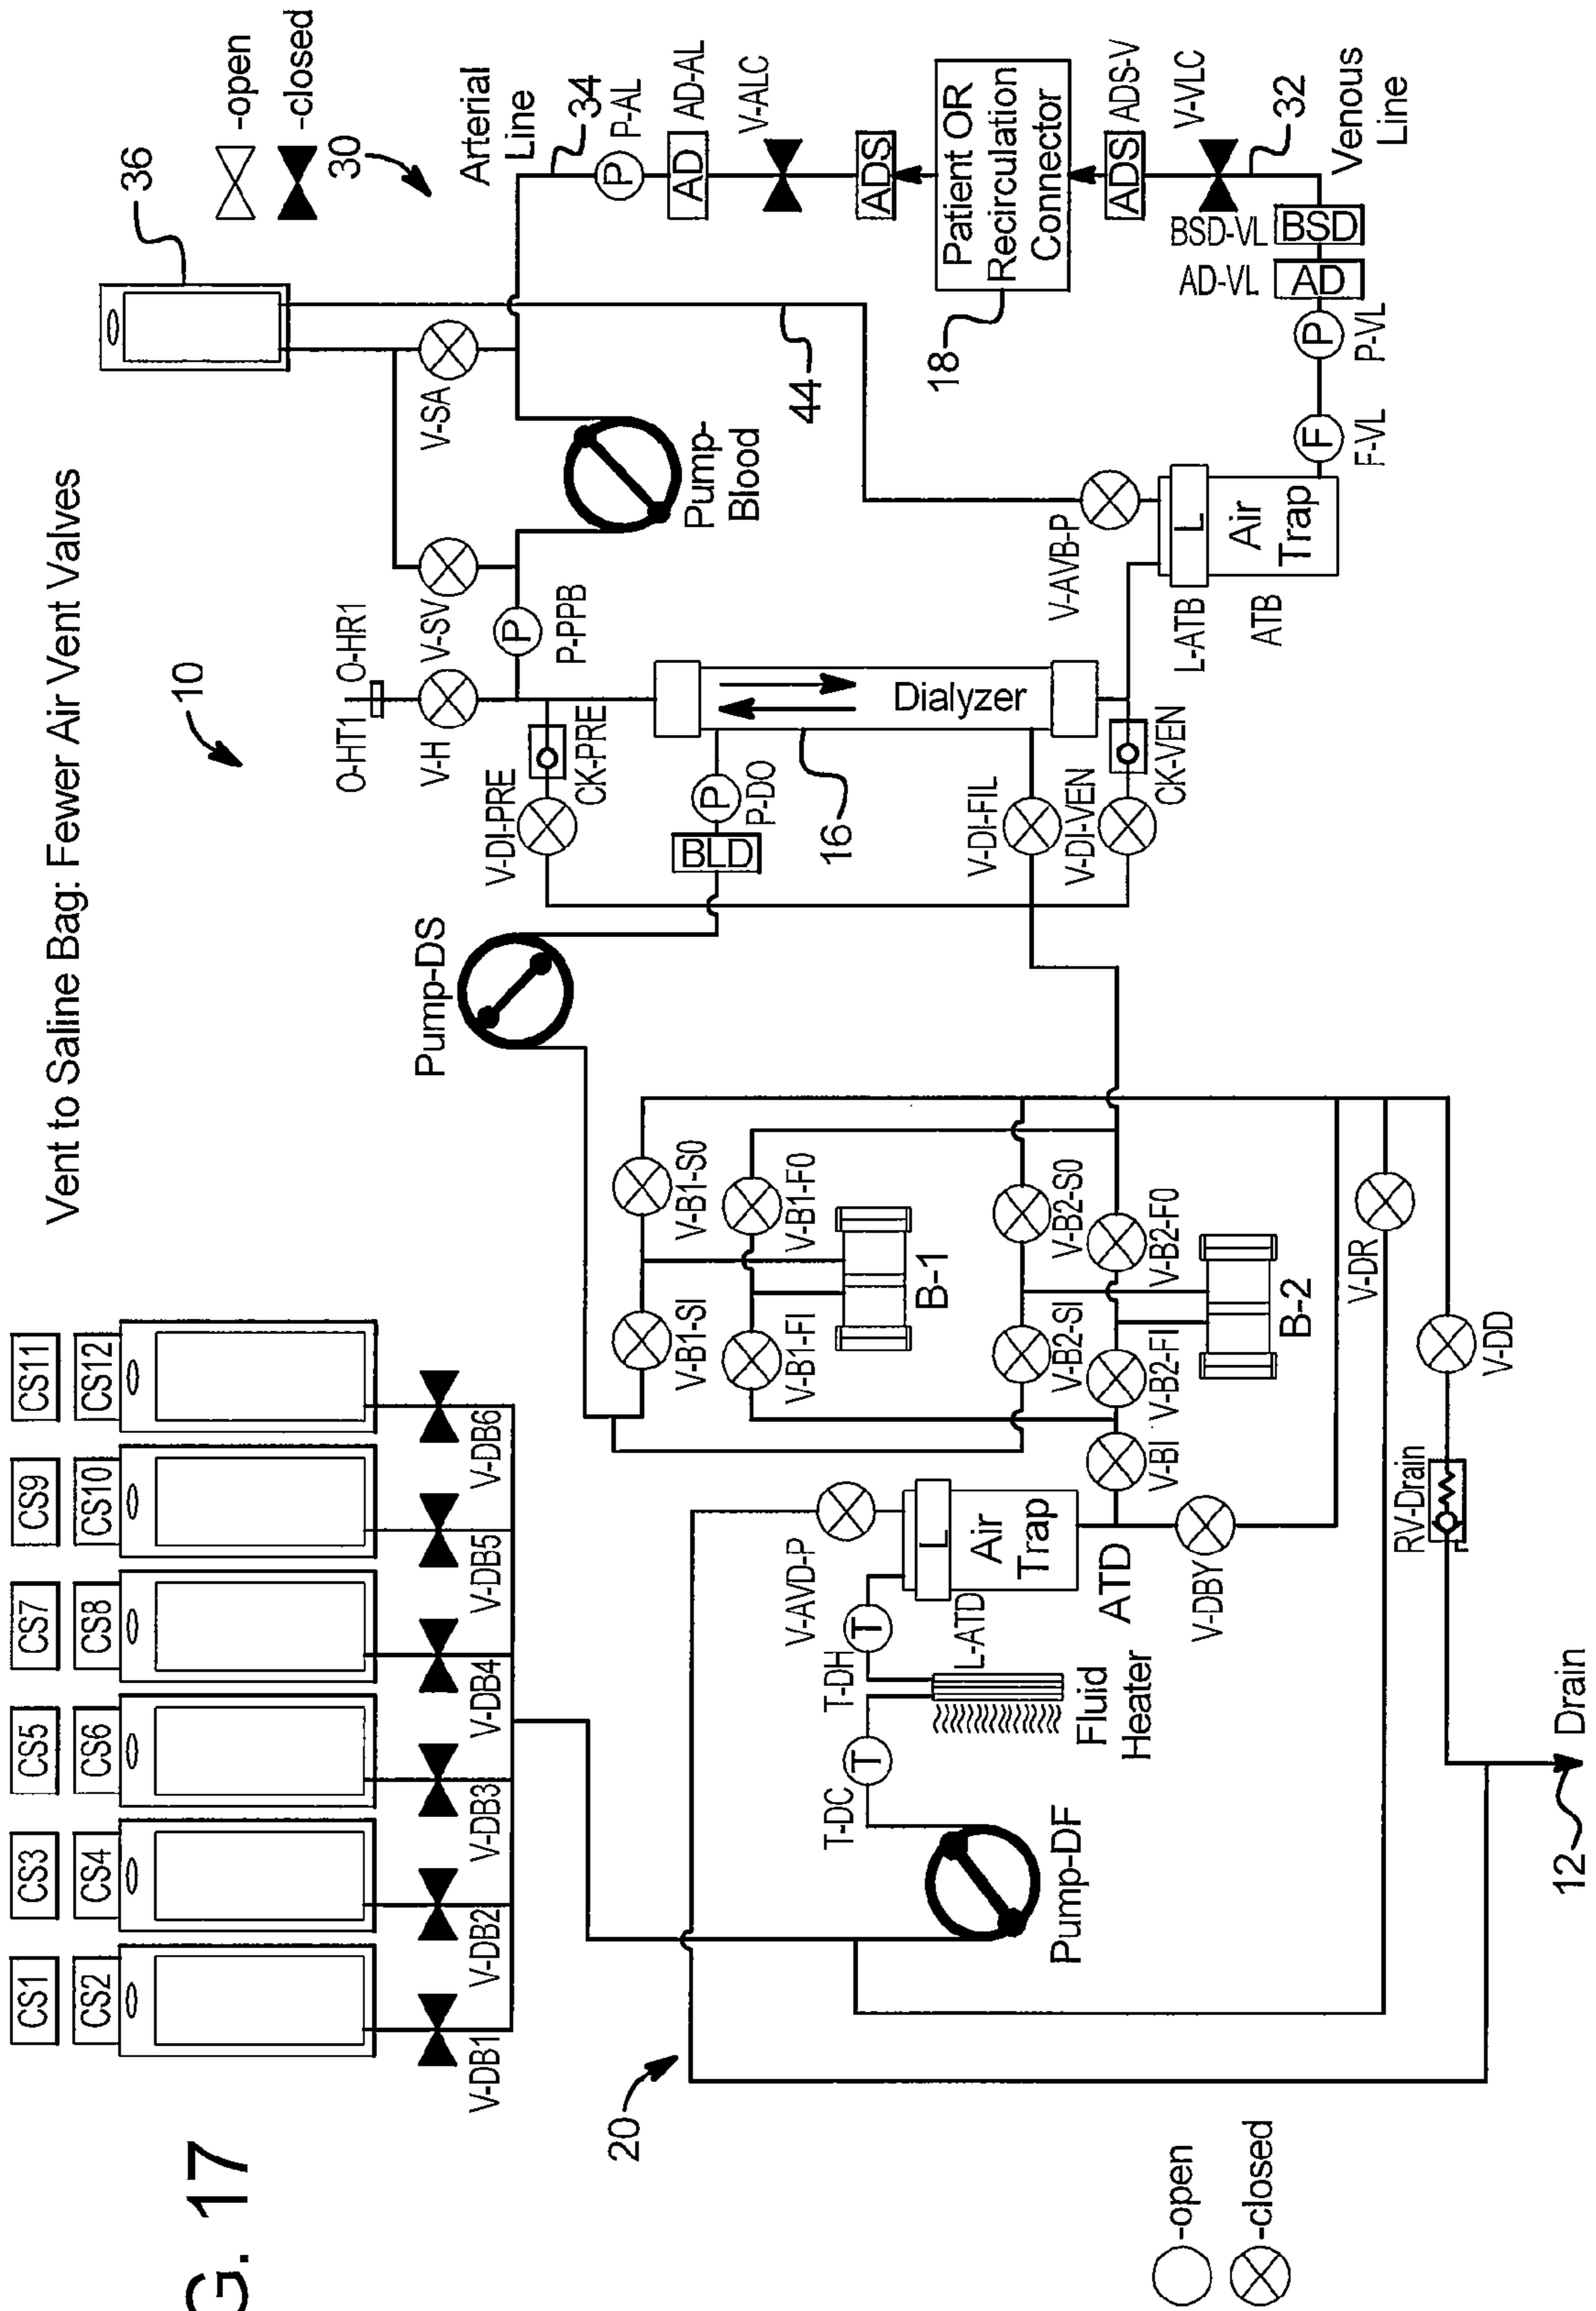 Vent to Saline Bag: Fewer Air Vent Valves
G. 17
10
20
30
36
-open
-closed
CS1
CS2
CS3
CS4
CS5
CS6
CS7
CS8
CS9
CS10
CS11
CS12
V-DB1
V-DB2
V-DB3
V-DB4
V-DB5
V-DB6
Pump-DS
O-HT1
O-HR1
V-H
V-SV
V-SA
P
P-PPB
Pump-
Blood
Arterial
Line
34
P
P-AL
AD
AD-AL
V-ALC
ADS
Patient OR
Recirculation
Connector
18
ADS
ADS-V
V-VLC
32
Venous
Line
BSD-VL
BSD
AD-VL
AD
P
P-VL
F
F-VL
44
V-AVB-P
L
Air
Trap
L-ATB
ATB
V-DI-PRE
CK-PRE
Dialyzer
16
P
P-DO
BLD
V-DI-FIL
V-DI-VEN
CK-VEN
V-B1-SI
V-B1-S0
V-B1-FI
V-B1-F0
B-1
V-B2-SI
V-B2-S0
V-B2-FI
V-B2-F0
B-2
V-BI
V-DR
V-DD
RV-Drain
r
V-DBY
V-AVD-P
L
Air
Trap
L-ATD
ATD
T
T-DH
T
T-DC
Fluid
Heater
Pump-DF
12
Drain
-open
-closed